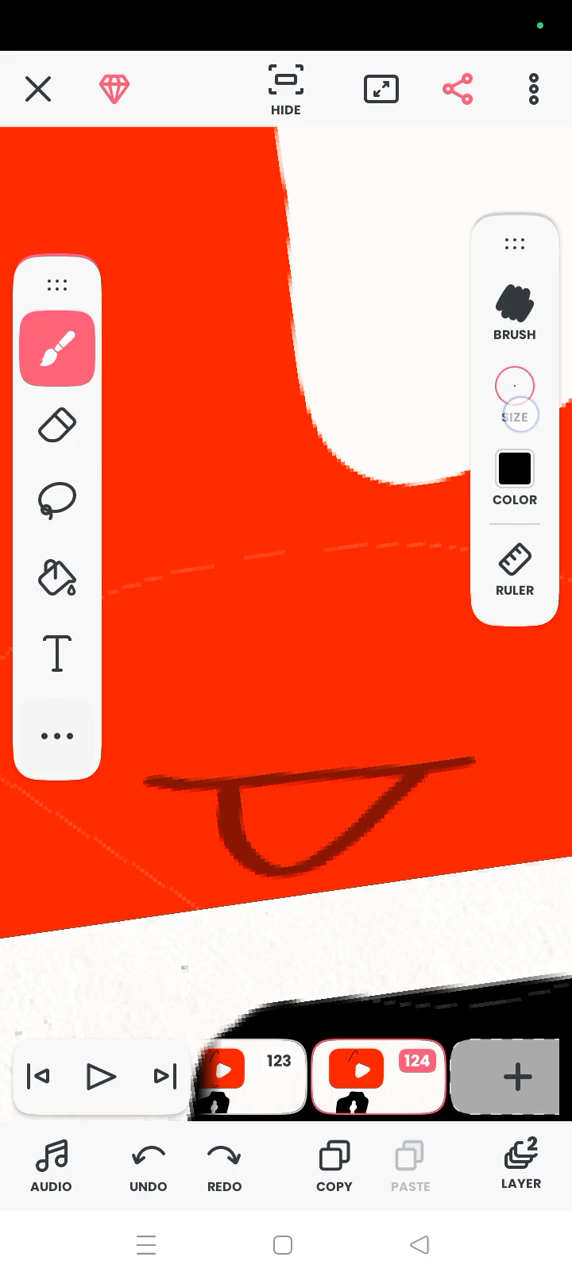 HIDE
BRUSH
SIZE
COLOR
RULER
T
123
124
AUDIO
UNDO
REDO
COPY
PASTE
2
LAYER